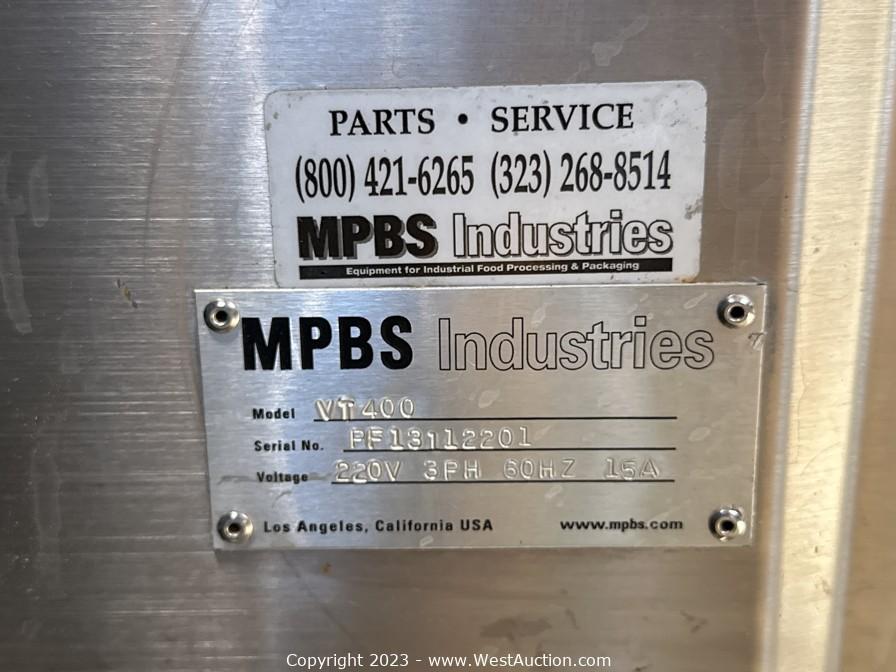 PARTS • SERVICE
(800) 421-6265 (323) 268-8514
MPBS Industries
Equipment for Industrial Food Processing & Packaging
MPBS Industries
Model VT400
Serial No. PF13112201
Voltage 220V 3PH 60HZ 15A
Los Angeles, California USA www.mpbs.com
Copyright 2023 - www.WestAuction.com